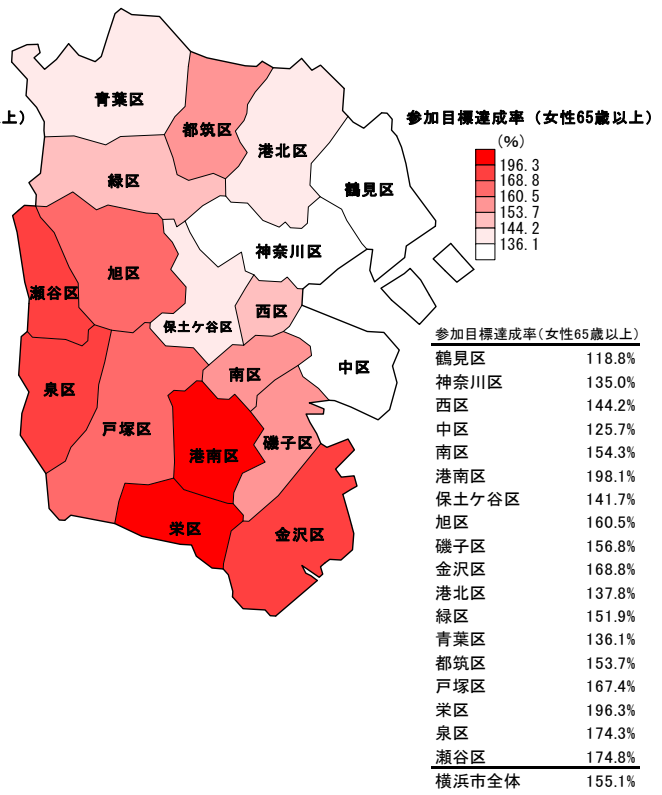 上）
参加目標達成率（女性65歳以上）
(%)
196.3
168.8
160.5
153.7
144.2
136.1
青葉区
都筑区
港北区
鶴見区
緑区
神奈川区
旭区
瀬谷区
西区
保土ケ谷区
中区
南区
泉区
戸塚区
磯子区
港南区
栄区
金沢区
参加目標達成率(女性65歳以上)
鶴見区 118.8%
神奈川区 135.0%
西区 144.2%
中区 125.7%
南区 154.3%
港南区 198.1%
保土ケ谷区 141.7%
旭区 160.5%
磯子区 156.8%
金沢区 168.8%
港北区 137.8%
緑区 151.9%
青葉区 136.1%
都筑区 153.7%
戸塚区 167.4%
栄区 196.3%
泉区 174.3%
瀬谷区 174.8%
横浜市全体 155.1%